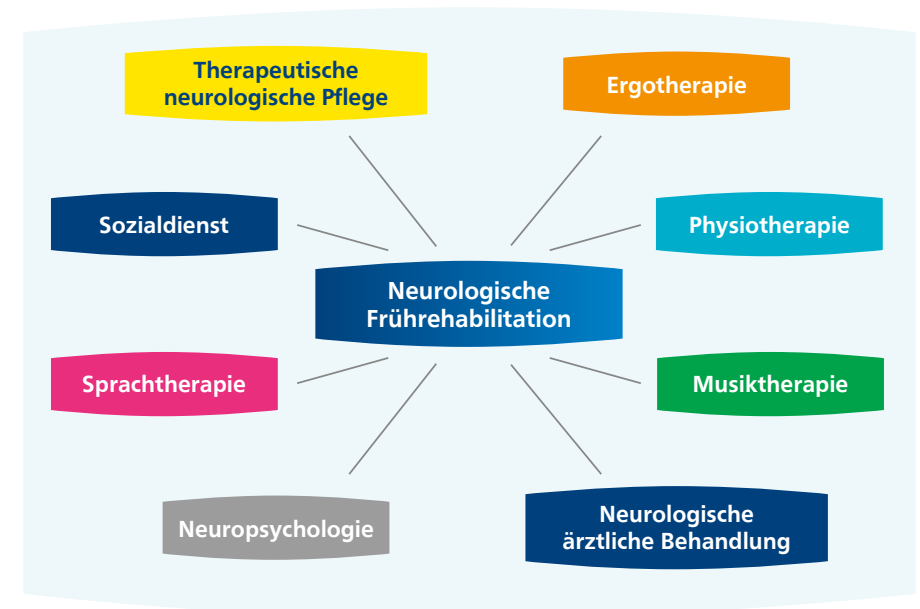 Therapeutische
neurologische Pflege
Ergotherapie
Sozialdienst
Physiotherapie
Neurologische
Frührehabilitation
Sprachtherapie
Musiktherapie
Neuropsychologie
Neurologische
ärztliche Behandlung